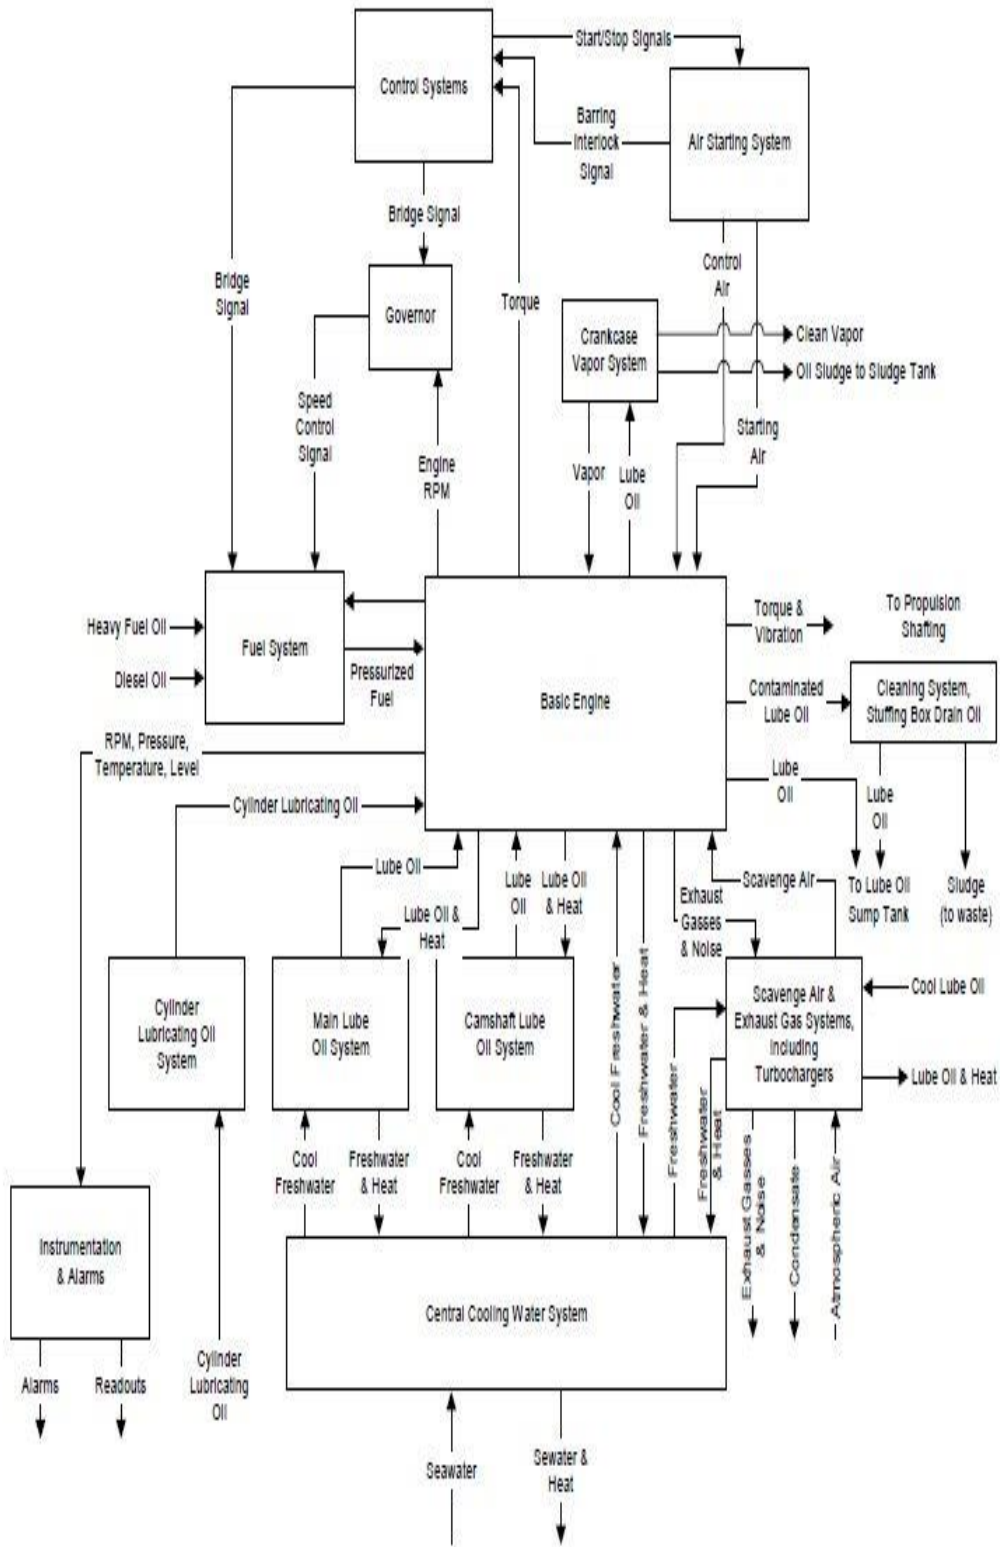 Start/Stop Signals
Control Systems
Barring
Interlock
Signal
Air Starting System
Bridge Signal
Control
Air
Bridge
Signal
Torque
Governor
Crankcase
Vapor System
Clean Vapor
Oil Sludge to Sludge Tank
Speed
Control
Signal
Starting
Air
Engine
RPM
Vapor
Lube
Oil
Torque &
Vibration
To Propulsion
Shafting
Heavy Fuel Oil
Fuel System
Diesel Oil
Pressurized
Fuel
Basic Engine
Contaminated
Lube Oil
Cleaning System,
Stuffing Box Drain Oil
RPM, Pressure,
Temperature, Level
Lube
Oil
Lube
Oil
Cylinder Lubricating Oil
Lube Oil
Lube Oil &
Heat
Lube
Oil
Lube Oil
& Heat
Exhaust
Gasses
& Noise
Scavenge Air
To Lube Oil
Sump Tank
Sludge
(to waste)
Cylinder
Lubricating Oil
System
Main Lube
Oil System
Camshaft Lube
Oil System
Cool Freshwater
Freshwater & Heat
Scavenge Air &
Exhaust Gas Systems,
Including
Turbochargers
Cool Lube Oil
Lube Oil & Heat
Freshwater
Freshwater
& Heat
Cool
Freshwater
Freshwater
& Heat
Cool
Freshwater
Freshwater
& Heat
Exhaust Gasses
& Noise
Condensate
Atmospheric Air
Instrumentation
& Alarms
Central Cooling Water System
Alarms
Readouts
Cylinder
Lubricating
Oil
Seawater
Sewater &
Heat